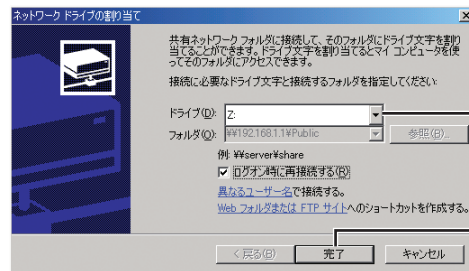 ネットワーク ドライブの割り当て
共有ネットワーク フォルダに接続して、そのフォルダにドライブ文字を割り
当てることができます。ドライブ文字を割り当てるとマイ コンピュータを使
ってそのフォルダにアクセスできます。
接続に必要なドライブ文字と接続するフォルダを指定してください:
ドライブ(D): Z:
フォルダ(O): ¥¥192.168.1.1¥Public 参照(B)...
例: ¥¥server¥share
ログオン時に再接続する(R)
異なるユーザー名で接続する。
Web フォルダまたは FTP サイトへのショートカットを作成する。
< 戻る(B) 完了 キャンセル